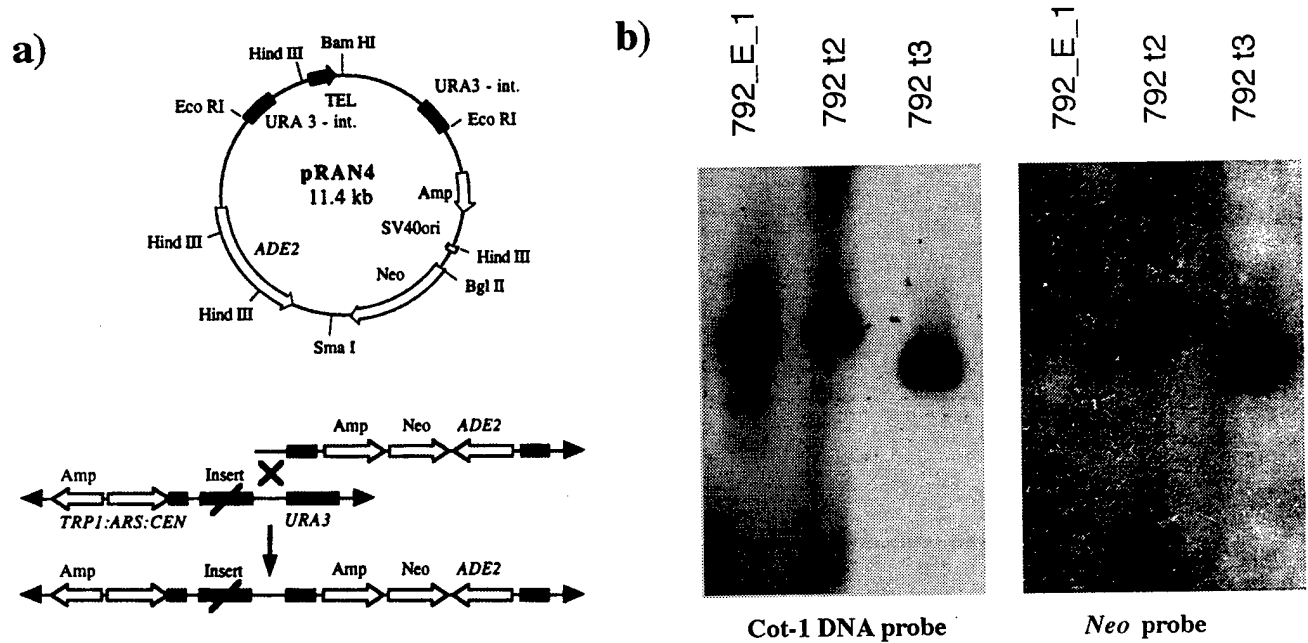 a)
Bam HI
Hind III
TEL
URA3 - int.
Eco RI
URA 3 - int.
Eco RI
pRAN4
11.4 kb
Amp
SV40ori
Hind III
ADE2
Hind III
Neo
Bgl II
Hind III
Sma I
Amp Neo ADE2
Amp Insert
TRP1:ARS:CEN URA3
Amp Insert Amp Neo ADE2
b)
792_E_1
792 t2
792 t3
792_E_1
792 t2
792 t3
Cot-1 DNA probe
Neo probe